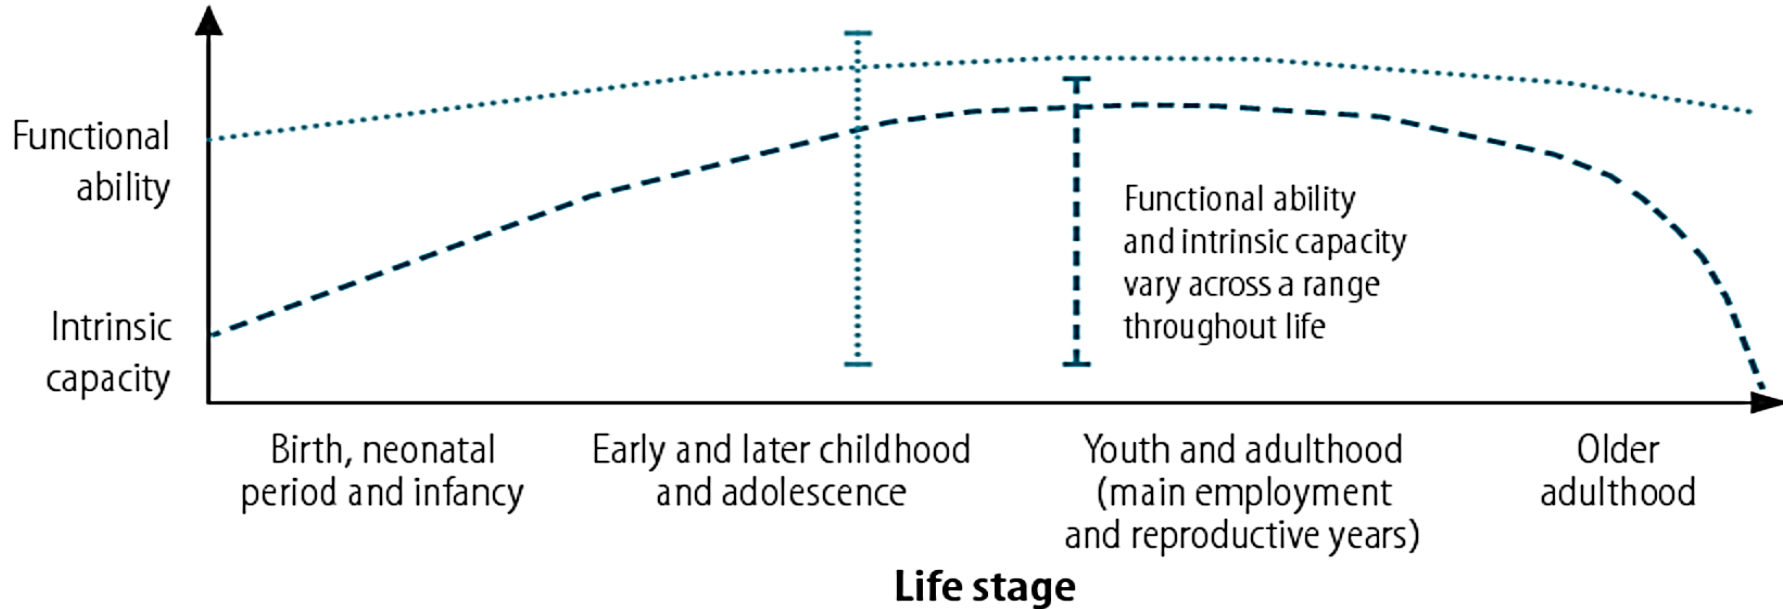 Functional
ability
Intrinsic
capacity
Functional ability
and intrinsic capacity
vary across a range
throughout life
Birth, neonatal
period and infancy
Early and later childhood
and adolescence
Youth and adulthood
(main employment
and reproductive years)
Older
adulthood
Life stage